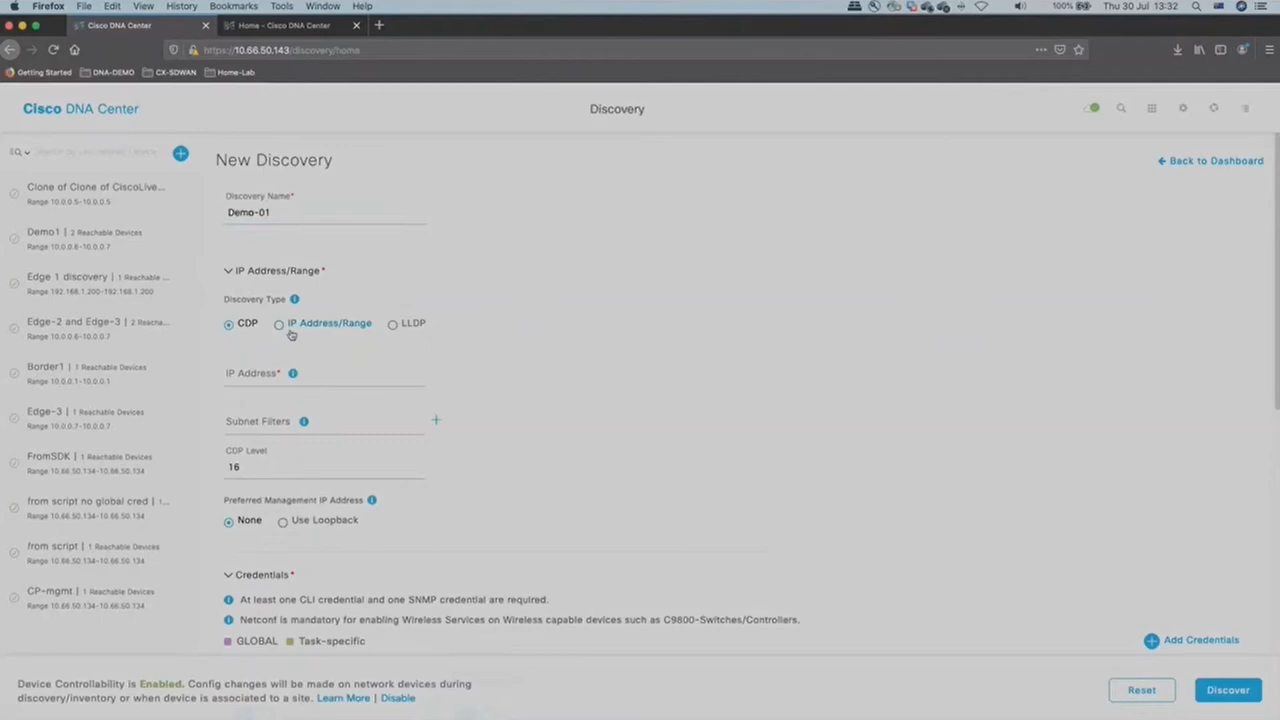 Firefox File Edit View History Bookmarks Tools Window Help 100% Thu 30 Jul 13:32
Cisco DNA Center Home - Cisco DNA Center
https://10.66.50.143/discovery/home
Getting Started DNA-DEMO CX-SDWAN Home-Lab
Cisco DNA Center
Discovery
Clone of Clone of CiscoLive...
Range 10.0.0.5-10.0.0.5
Demo1 | 2 Reachable Devices
Range 10.0.0.6-10.0.0.7
Edge 1 discovery | 1 Reachable ...
Range 192.168.1.200-192.168.1.200
Edge-2 and Edge-3 | 2 Reacha...
Range 10.0.0.6-10.0.0.7
Border1 | 1 Reachable Devices
Range 10.0.0.1-10.0.0.1
Edge-3 | 1 Reachable Devices
Range 10.0.0.7-10.0.0.7
FromSDK | 1 Reachable Devices
Range 10.66.50.134-10.66.50.134
from script no global cred | 1...
Range 10.66.50.134-10.66.50.134
from script | 1 Reachable Devices
Range 10.66.50.134-10.66.50.134
CP-mgmt | 1 Reachable Devices
Range 10.66.50.134-10.66.50.134
New Discovery
Back to Dashboard
Discovery Name*
Demo-01
IP Address/Range*
Discovery Type
CDP IP Address/Range LLDP
IP Address*
Subnet Filters
CDP Level
16
Preferred Management IP Address
None Use Loopback
Credentials*
At least one CLI credential and one SNMP credential are required.
Netconf is mandatory for enabling Wireless Services on Wireless capable devices such as C9800-Switches/Controllers.
GLOBAL Task-specific
Add Credentials
Device Controllability is Enabled. Config changes will be made on network devices during
discovery/inventory or when device is associated to a site. Learn More | Disable
Reset Discover